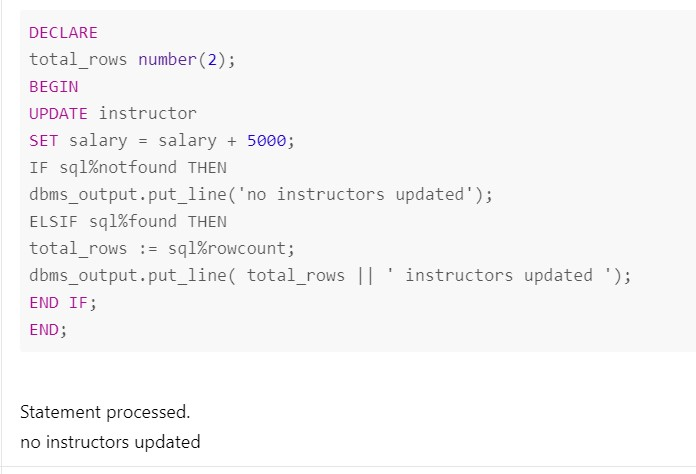 DECLARE
total_rows number(2);
BEGIN
UPDATE instructor
SET salary = salary + 5000;
IF sql%notfound THEN
dbms_output.put_line('no instructors updated');
ELSIF sql%found THEN
total_rows := sql%rowcount;
dbms_output.put_line( total_rows || ' instructors updated ');
END IF;
END;
Statement processed.
no instructors updated